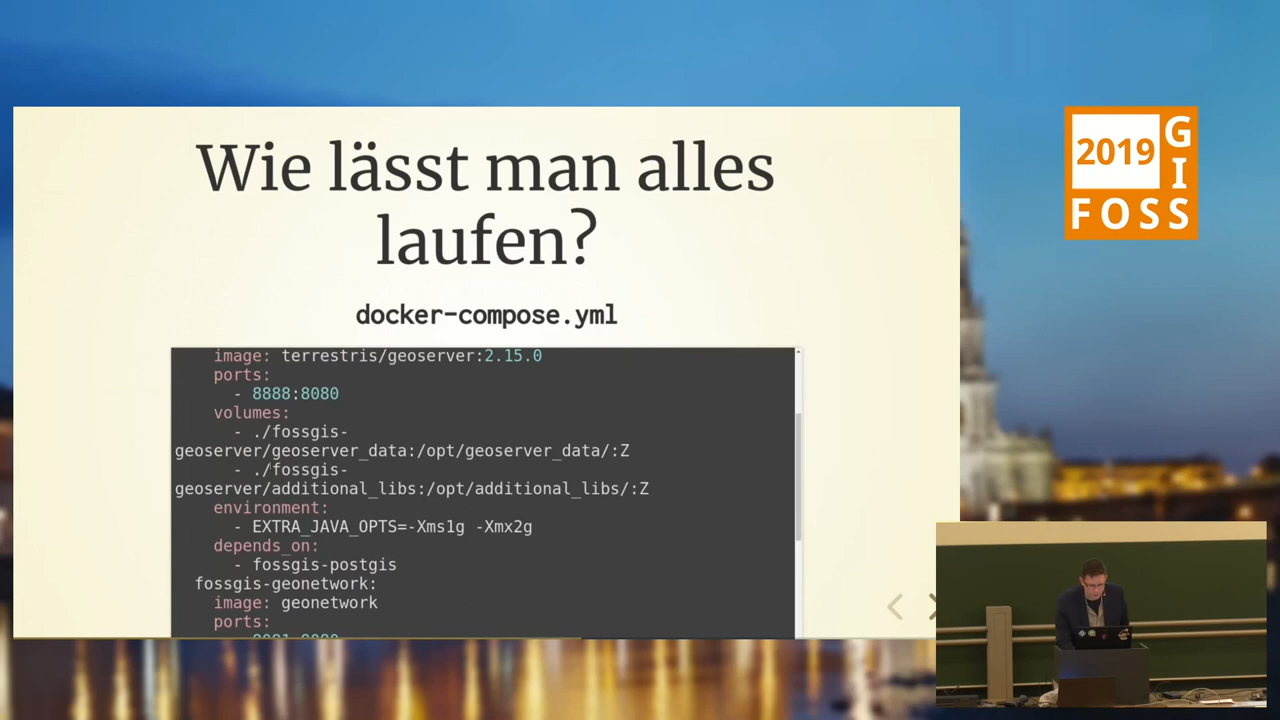 Wie lässt man alles
laufen?
docker-compose.yml
image: terrestris/geoserver:2.15.0
ports:
- 8888:8080
volumes:
- ./fossgis-
geoserver/geoserver_data:/opt/geoserver_data/:Z
- ./fossgis-
geoserver/additional_libs:/opt/additional_libs/:Z
environment:
- EXTRA_JAVA_OPTS=-Xms1g -Xmx2g
depends_on:
- fossgis-postgis
fossgis-geonetwork:
image: geonetwork
ports:
2019
GIS
FOSS